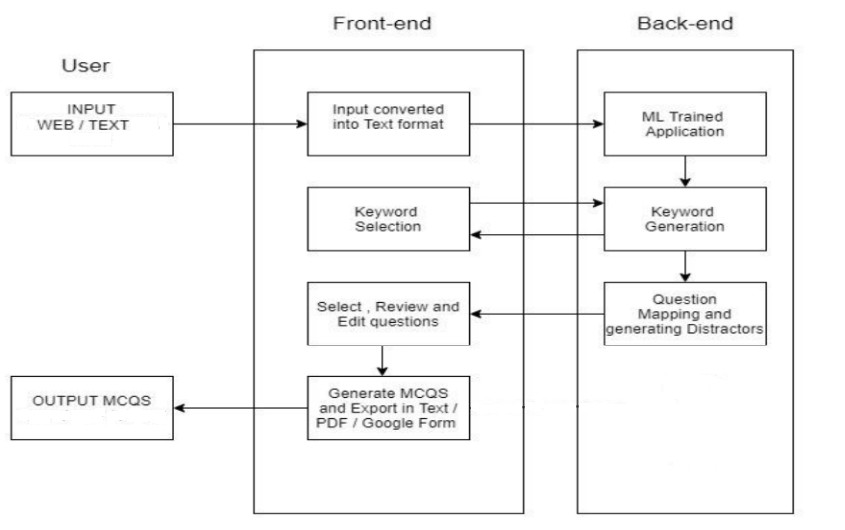 Front-end
Back-end
User
INPUT
WEB / TEXT
Input converted
into Text format
ML Trained
Application
Keyword
Selection
Keyword
Generation
Select , Review and
Edit questions
Question
Mapping and
generating Distractors
OUTPUT MCQS
Generate MCQS
and Export in Text /
PDF / Google Form